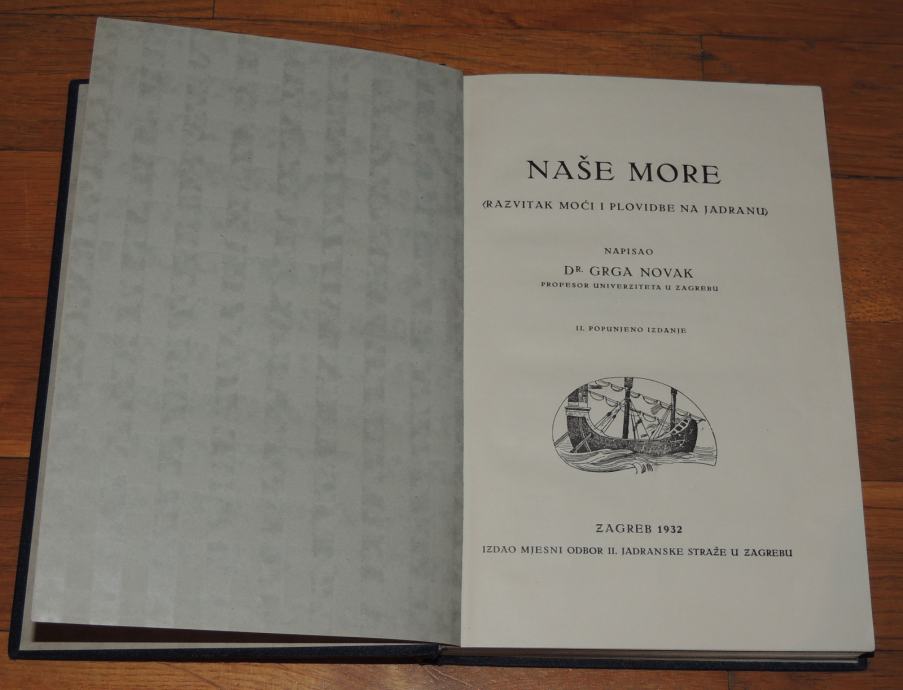 NAŠE MORE
(RAZVITAK MOĆI I PLOVIDBE NA JADRANU)
NAPISAO
DR. GRGA NOVAK
PROFESOR UNIVERZITETA U ZAGREBU
II. POPUNJENO IZDANJE
ZAGREB 1932
IZDAO MJESNI ODBOR II. JADRANSKE STRAŽE U ZAGREBU